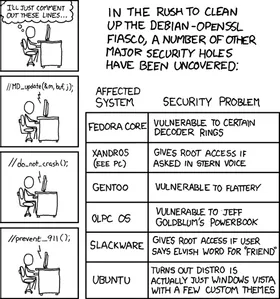 I'LL JUST COMMENT
OUT THESE LINES...
//MD_update(&m, buf, j);
//do_not_crash();
//prevent_911();
IN THE RUSH TO CLEAN
UP THE DEBIAN-OPENSSL
FIASCO, A NUMBER OF OTHER
MAJOR SECURITY HOLES
HAVE BEEN UNCOVERED:
AFFECTED
SYSTEM
SECURITY PROBLEM
FEDORA CORE
VULNERABLE TO CERTAIN
DECODER RINGS
XANDROS
(EEE PC)
GIVES ROOT ACCESS IF
ASKED IN STERN VOICE
GENTOO
VULNERABLE TO FLATTERY
OLPC OS
VULNERABLE TO JEFF
GOLDBLUM'S POWERBOOK
SLACKWARE
GIVES ROOT ACCESS IF USER
SAYS ELVISH WORD FOR "FRIEND"
UBUNTU
TURNS OUT DISTRO IS
ACTUALLY JUST WINDOWS VISTA
WITH A FEW CUSTOM THEMES